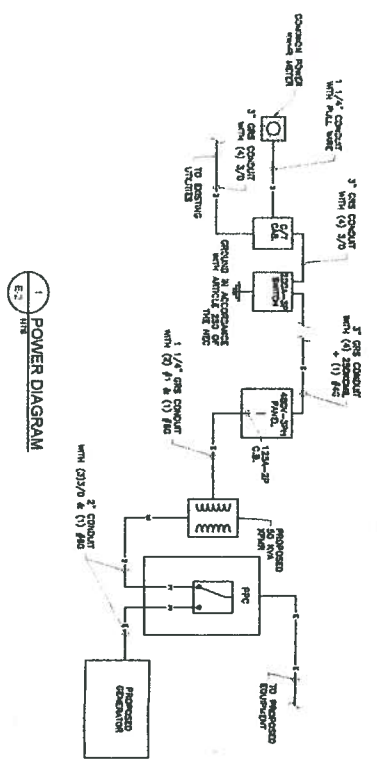 COMMON POWER
METER
1 1/4" CONDUIT
WITH PULL WIRE
3" GRS CONDUIT
WITH (4) 3/0
TO EXISTING
UTILITIES
3" GRS CONDUIT
WITH (4) 3/0
C/T
CAB.
SWITCH
GROUND IN ACCORDANCE
WITH ARTICLE 250 OF
THE NEC
3" GRS CONDUIT
WITH (4) 250KCMIL
+ (1) #4G
480V-3PH
PANEL
125A-2P
C.B.
1 1/4" GRS CONDUIT
WITH (2) #1 & (1) #6G
PROPOSED
50 KVA
XFMR
PPC
2" CONDUIT
WITH (3)3/0 & (1) #6G
TO PROPOSED
EQUIPMENT
PROPOSED
GENERATOR
1
E-2
POWER DIAGRAM
NTS